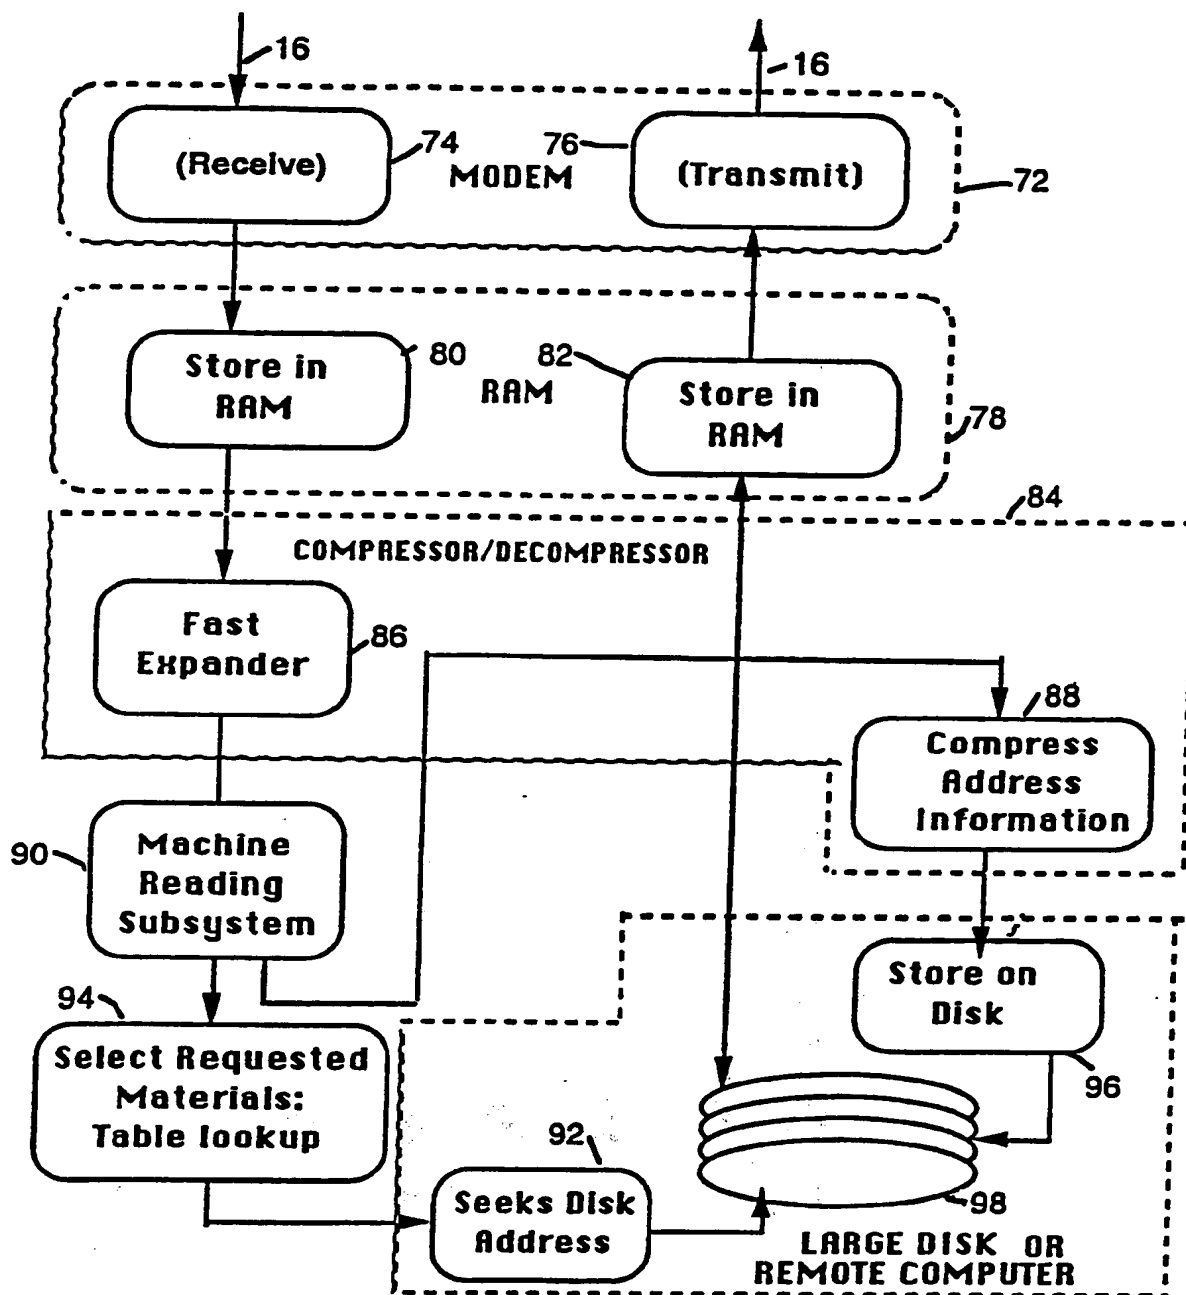 16
16
(Receive)
74
MODEM
76
(Transmit)
72
Store in
RAM
80
RAM
82
Store in
RAM
78
84
COMPRESSOR/DECOMPRESSOR
Fast
Expander
86
88
Compress
Address
Information
90
Machine
Reading
Subsystem
94
Select Requested
Materials:
Table lookup
Store on
Disk
96
92
Seeks Disk
Address
98
LARGE DISK OR
REMOTE COMPUTER